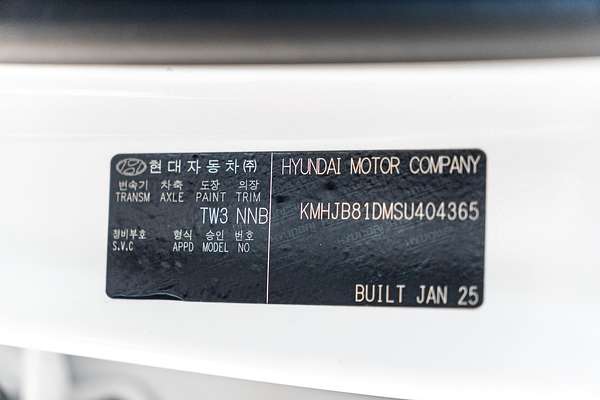 현대자동차(주)
변속기 차축 도장 의장
TRANSM AXLE PAINT TRIM
TW3 NNB
정비부호 형식 승인 번호
S.V.C APPD MODEL NO
HYUNDAI MOTOR COMPANY
KMHJB81DMSU404365
BUILT JAN 25